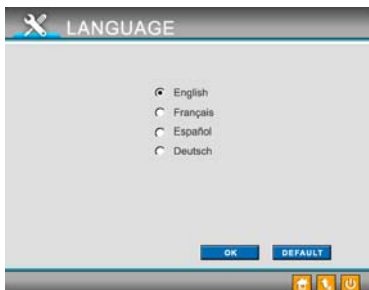 LANGUAGE
English
Français
Español
Deutsch
OK
DEFAULT